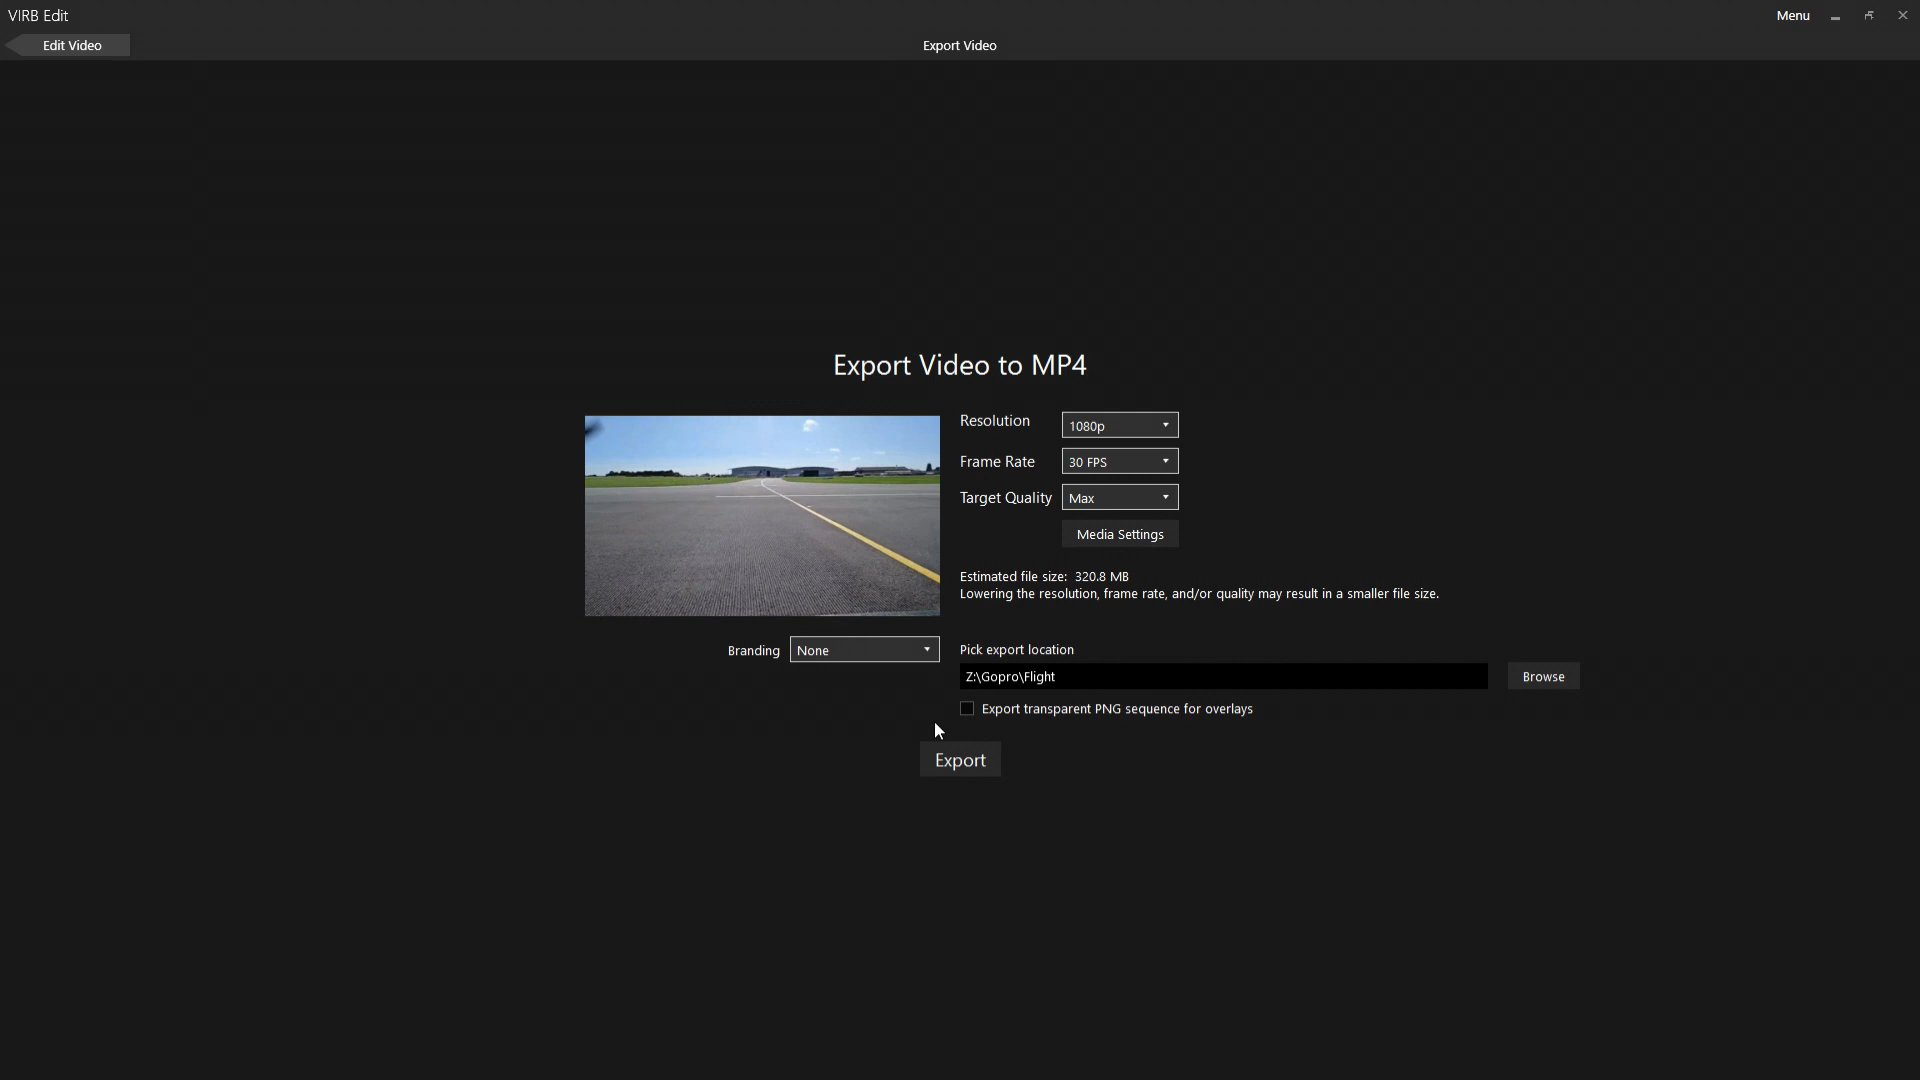 VIRB Edit
Menu
Edit Video
Export Video
Export Video to MP4
Resolution
1080p
Frame Rate
30 FPS
Target Quality
Max
Media Settings
Estimated file size: 320.8 MB
Lowering the resolution, frame rate, and/or quality may result in a smaller file size.
Branding
None
Pick export location
Z:\Gopro\Flight
Browse
Export transparent PNG sequence for overlays
Export